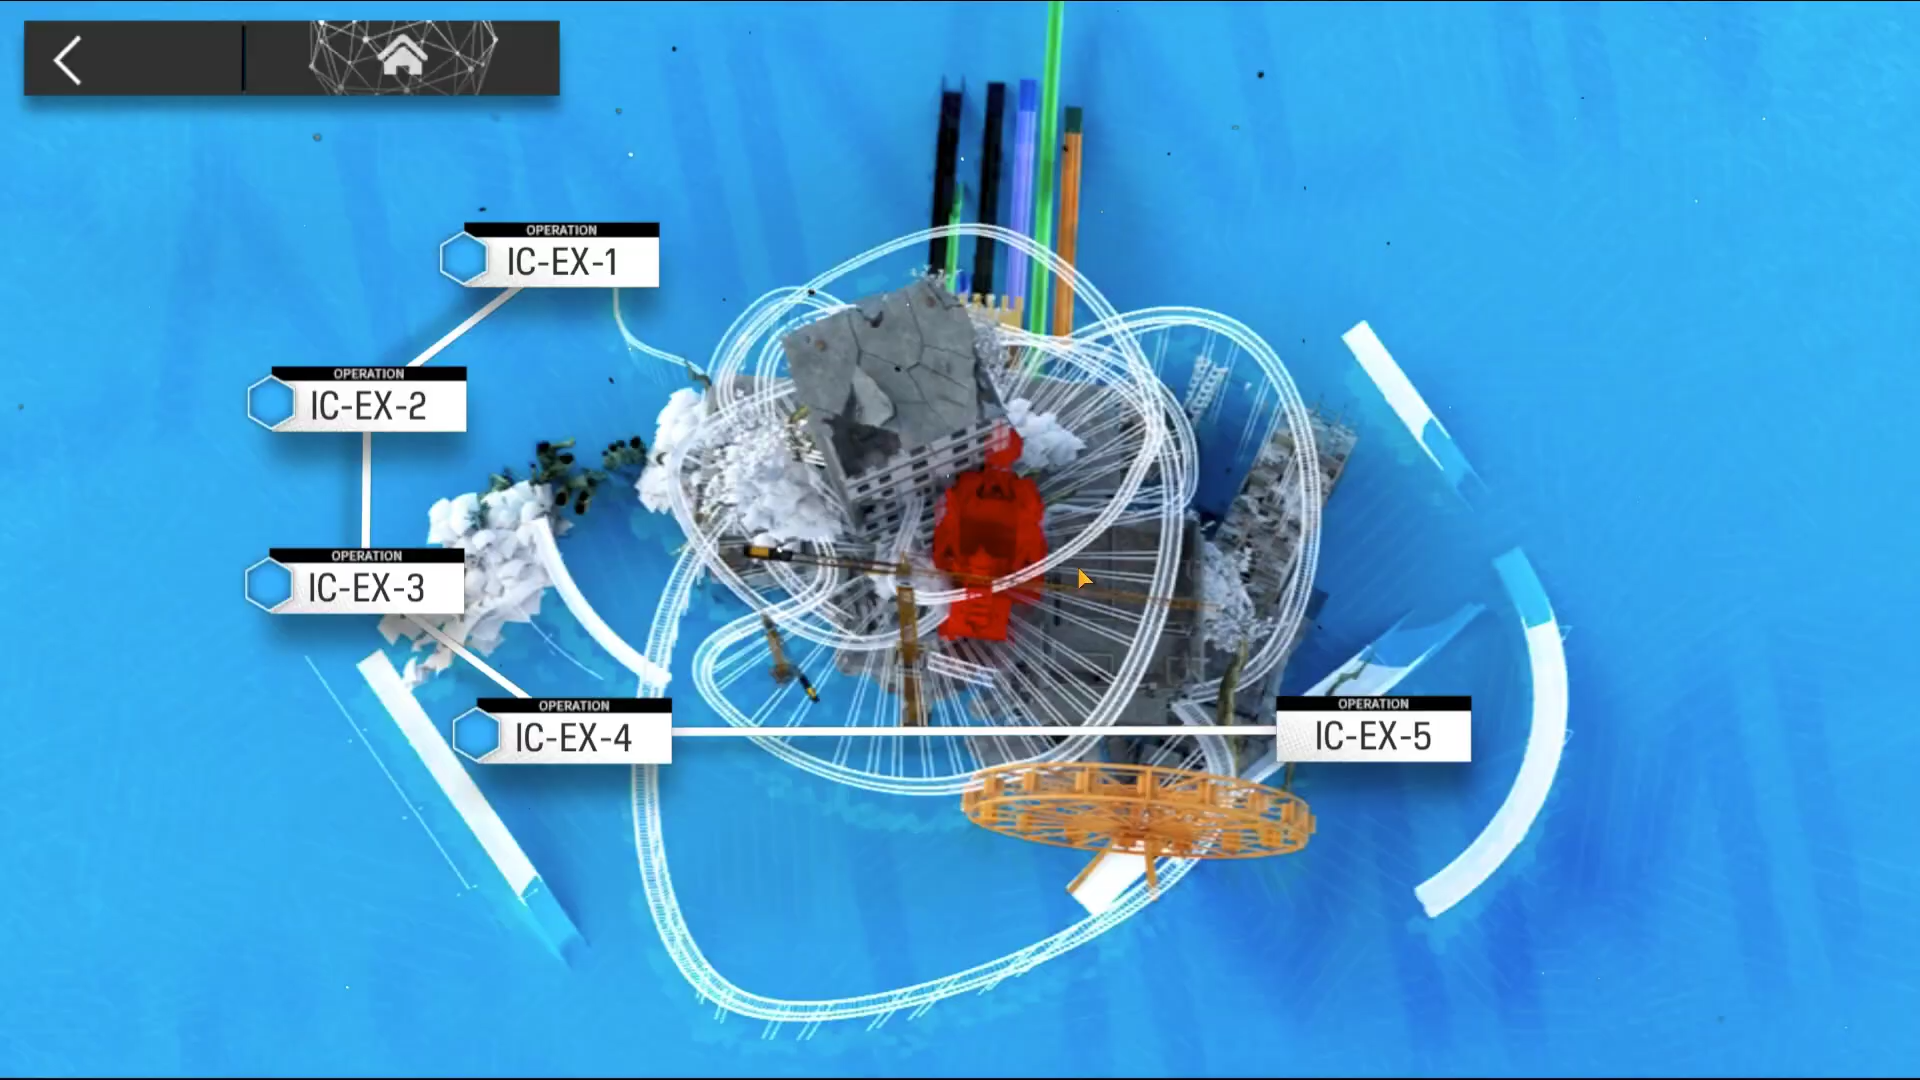 OPERATION
IC-EX-1
OPERATION
IC-EX-2
OPERATION
IC-EX-3
OPERATION
IC-EX-4
OPERATION
IC-EX-5